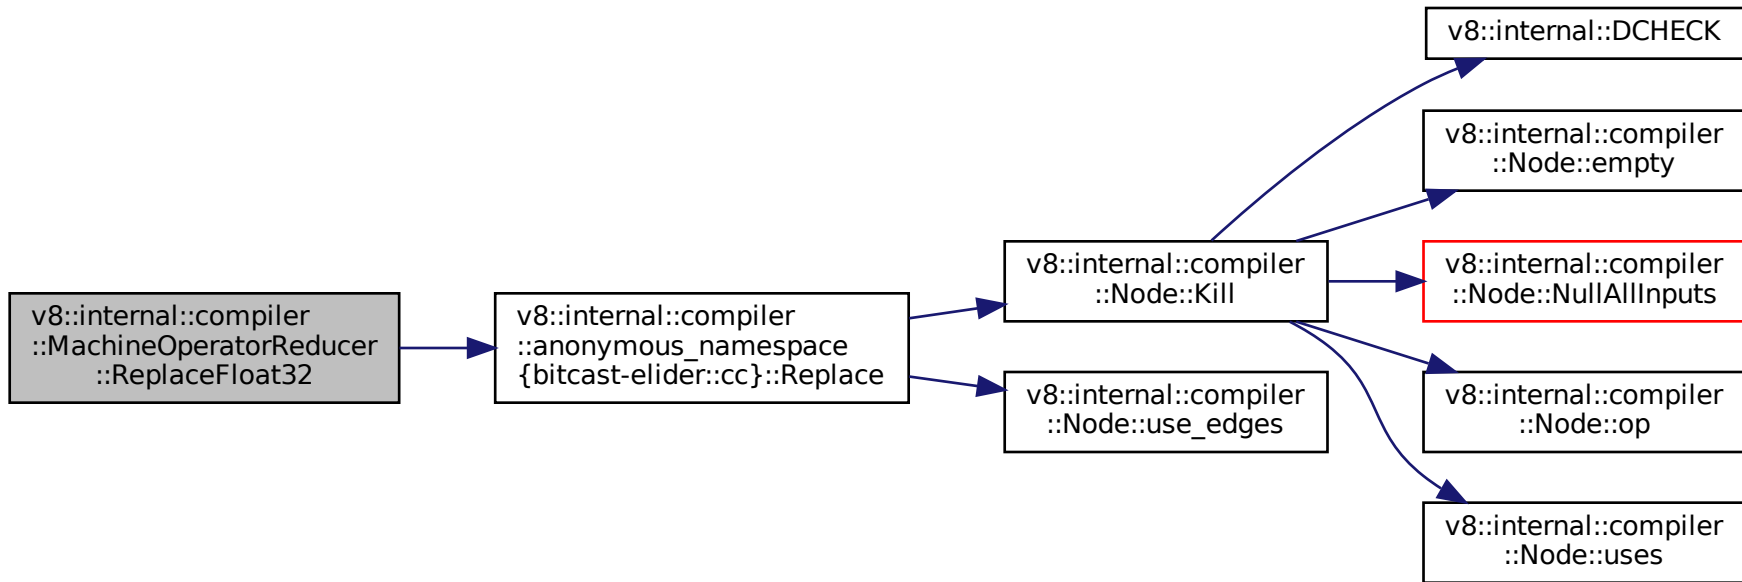 v8::internal::compiler
::MachineOperatorReducer
::ReplaceFloat32
v8::internal::compiler
::anonymous_namespace
{bitcast-elider::cc}::Replace
v8::internal::compiler
::Node::Kill
v8::internal::compiler
::Node::use_edges
v8::internal::DCHECK
v8::internal::compiler
::Node::empty
v8::internal::compiler
::Node::NullAllInputs
v8::internal::compiler
::Node::op
v8::internal::compiler
::Node::uses